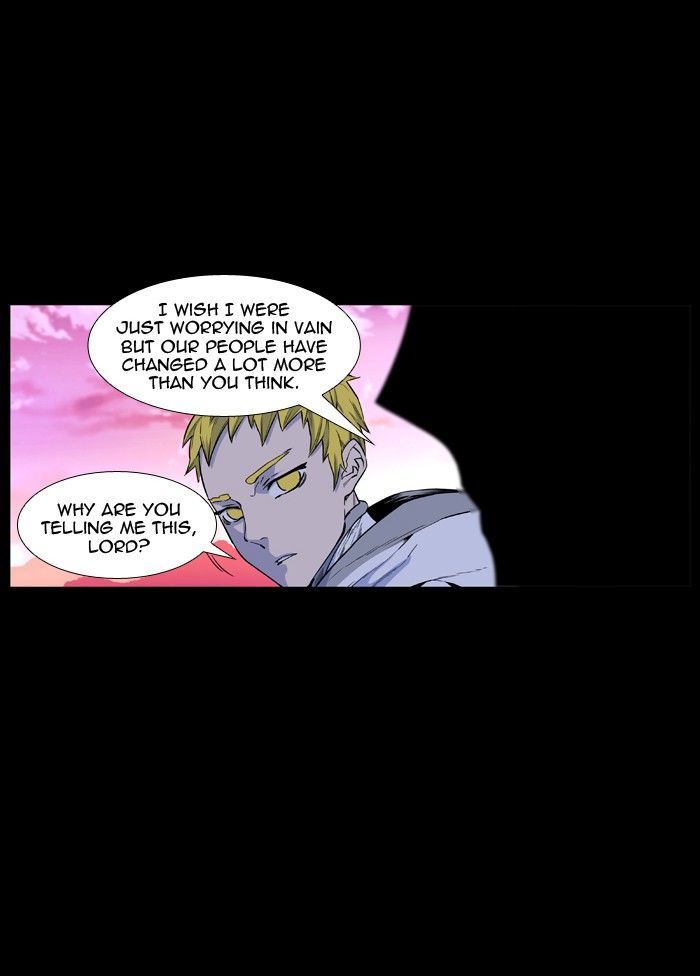 I WISH I WERE
JUST WORRYING IN VAIN
BUT OUR PEOPLE HAVE
CHANGED A LOT MORE
THAN YOU THINK.
WHY ARE YOU
TELLING ME THIS,
LORD?